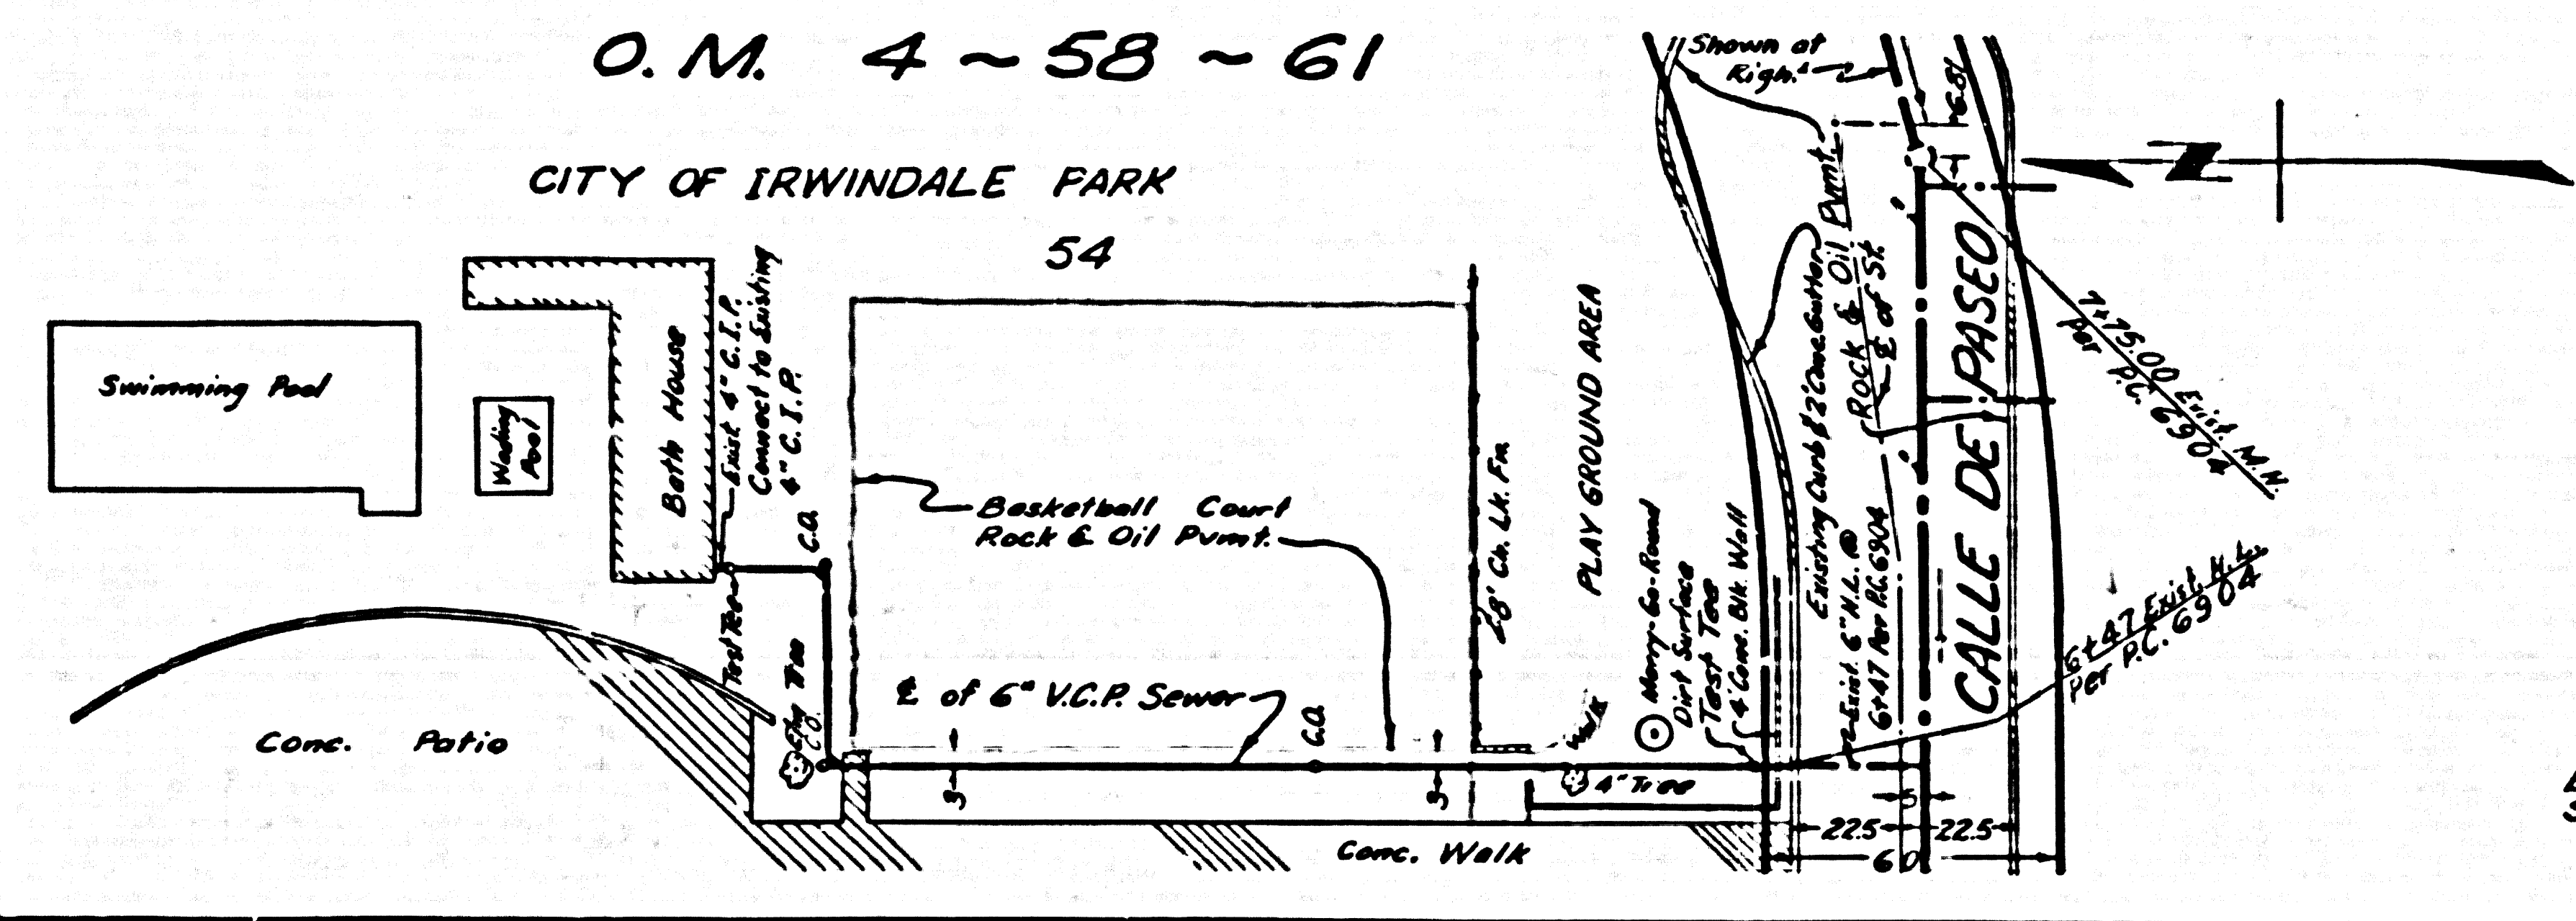 O. M. 4 ~ 58 ~ 61
CITY OF IRWINDALE PARK
54
Shown at
Right
Swimming Pool
Wading
Pool
Bath House
Exist 4" C.I.P.
Connect to Existing
4" C.I.P.
C.O.
Test Tee
C.O.
Basketball Court
Rock & Oil Pvmt.
℄ of 6" V.C.P. Sewer
C.O.
3
3
8' Ch. Lk. Fn.
PLAY GROUND AREA
Merry-Go-Round
Dirt Surface
Test Tee
4' Conc. Blk. Wall
4" Tree
Conc. Patio
Conc. Walk
Existing Curb & 2' Conc. Gutter
Rock & Oil Pvmt.
℄ of St.
Exist. 6" H.L. @
6+47 Per P.C. 6904
CALLE DE PASEO
1+75.00 Exist. M.H.
per P.C. 6904
6+47 Exist. H.L.
Per P.C. 6904
5
22.5
22.5
60
N